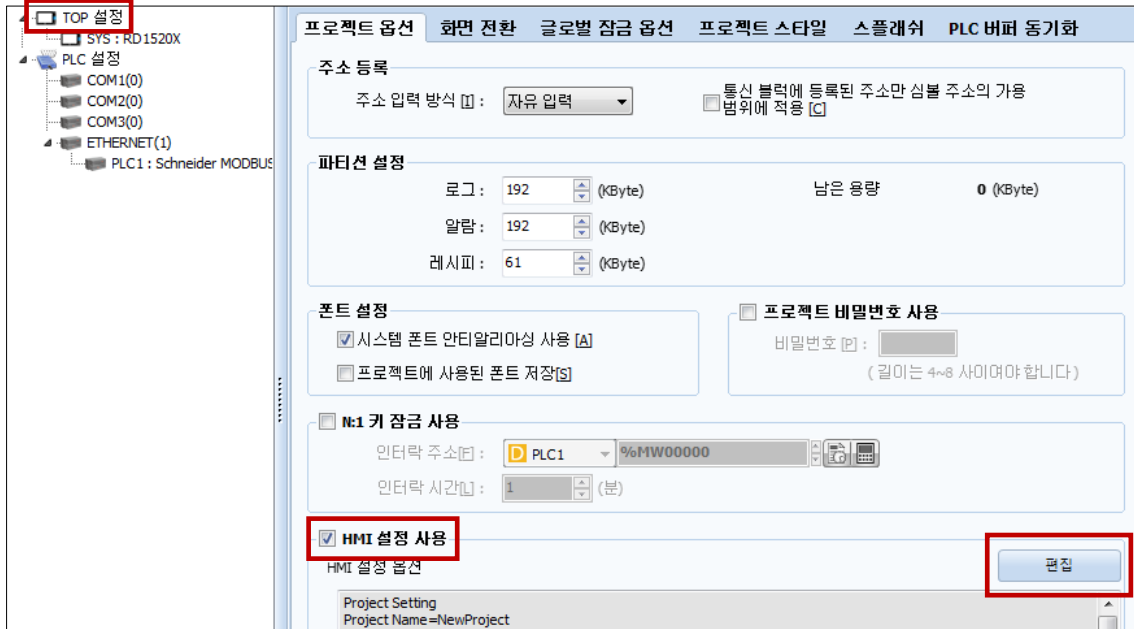 TOP 설정
SYS : RD1520X
PLC 설정
COM1(0)
COM2(0)
COM3(0)
ETHERNET(1)
PLC1 : Schneider MODBUS
프로젝트 옵션 화면 전환 글로벌 잠금 옵션 프로젝트 스타일 스플래쉬 PLC 버퍼 동기화
주소 등록
주소 입력 방식 [I] : 자유 입력
통신 블럭에 등록된 주소만 심볼 주소의 가용
범위에 적용 [C]
파티션 설정
로그 : 192 (KByte) 남은 용량 0 (KByte)
알람 : 192 (KByte)
레시피 : 61 (KByte)
폰트 설정
시스템 폰트 안티알리아싱 사용 [A]
프로젝트에 사용된 폰트 저장[S]
프로젝트 비밀번호 사용
비밀번호 [P] :
( 길이는 4~8 사이여야 합니다 )
N:1 키 잠금 사용
인터락 주소[F] : D PLC1 %MW00000
인터락 시간[L] : 1 (분)
HMI 설정 사용
HMI 설정 옵션
편집
Project Setting
Project Name=NewProject